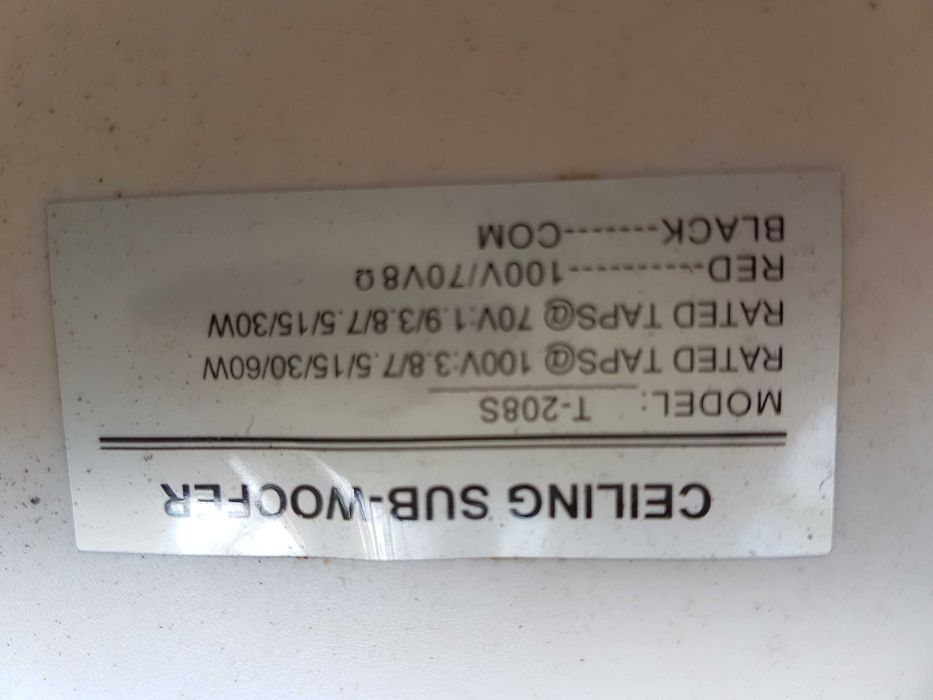 CEILING SUB-WOOFER
MODEL: T-208S
RATED TAPS@ 100V:3.8/7.5/15/30/60W
RATED TAPS@ 70V:1.9/3.8/7.5/15/30W
RED----------100V/70V8Ω
BLACK-------COM